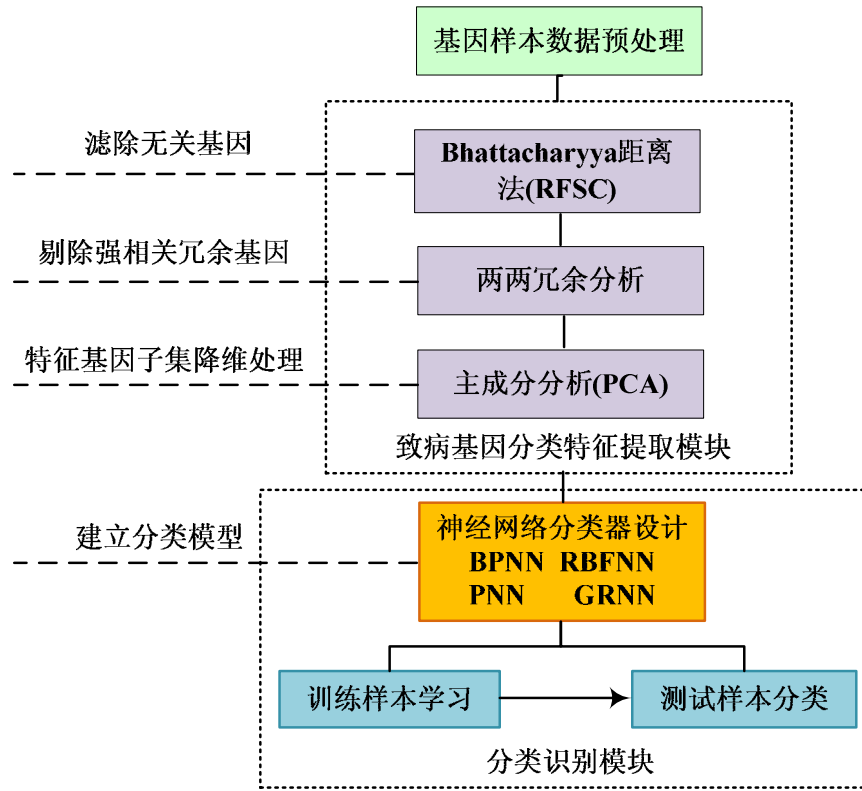 基因样本数据预处理
滤除无关基因
Bhattacharyya距离
法(RFSC)
剔除强相关冗余基因
两两冗余分析
特征基因子集降维处理
主成分分析(PCA)
致病基因分类特征提取模块
建立分类模型
神经网络分类器设计
BPNN RBFNN
PNN GRNN
训练样本学习
测试样本分类
分类识别模块